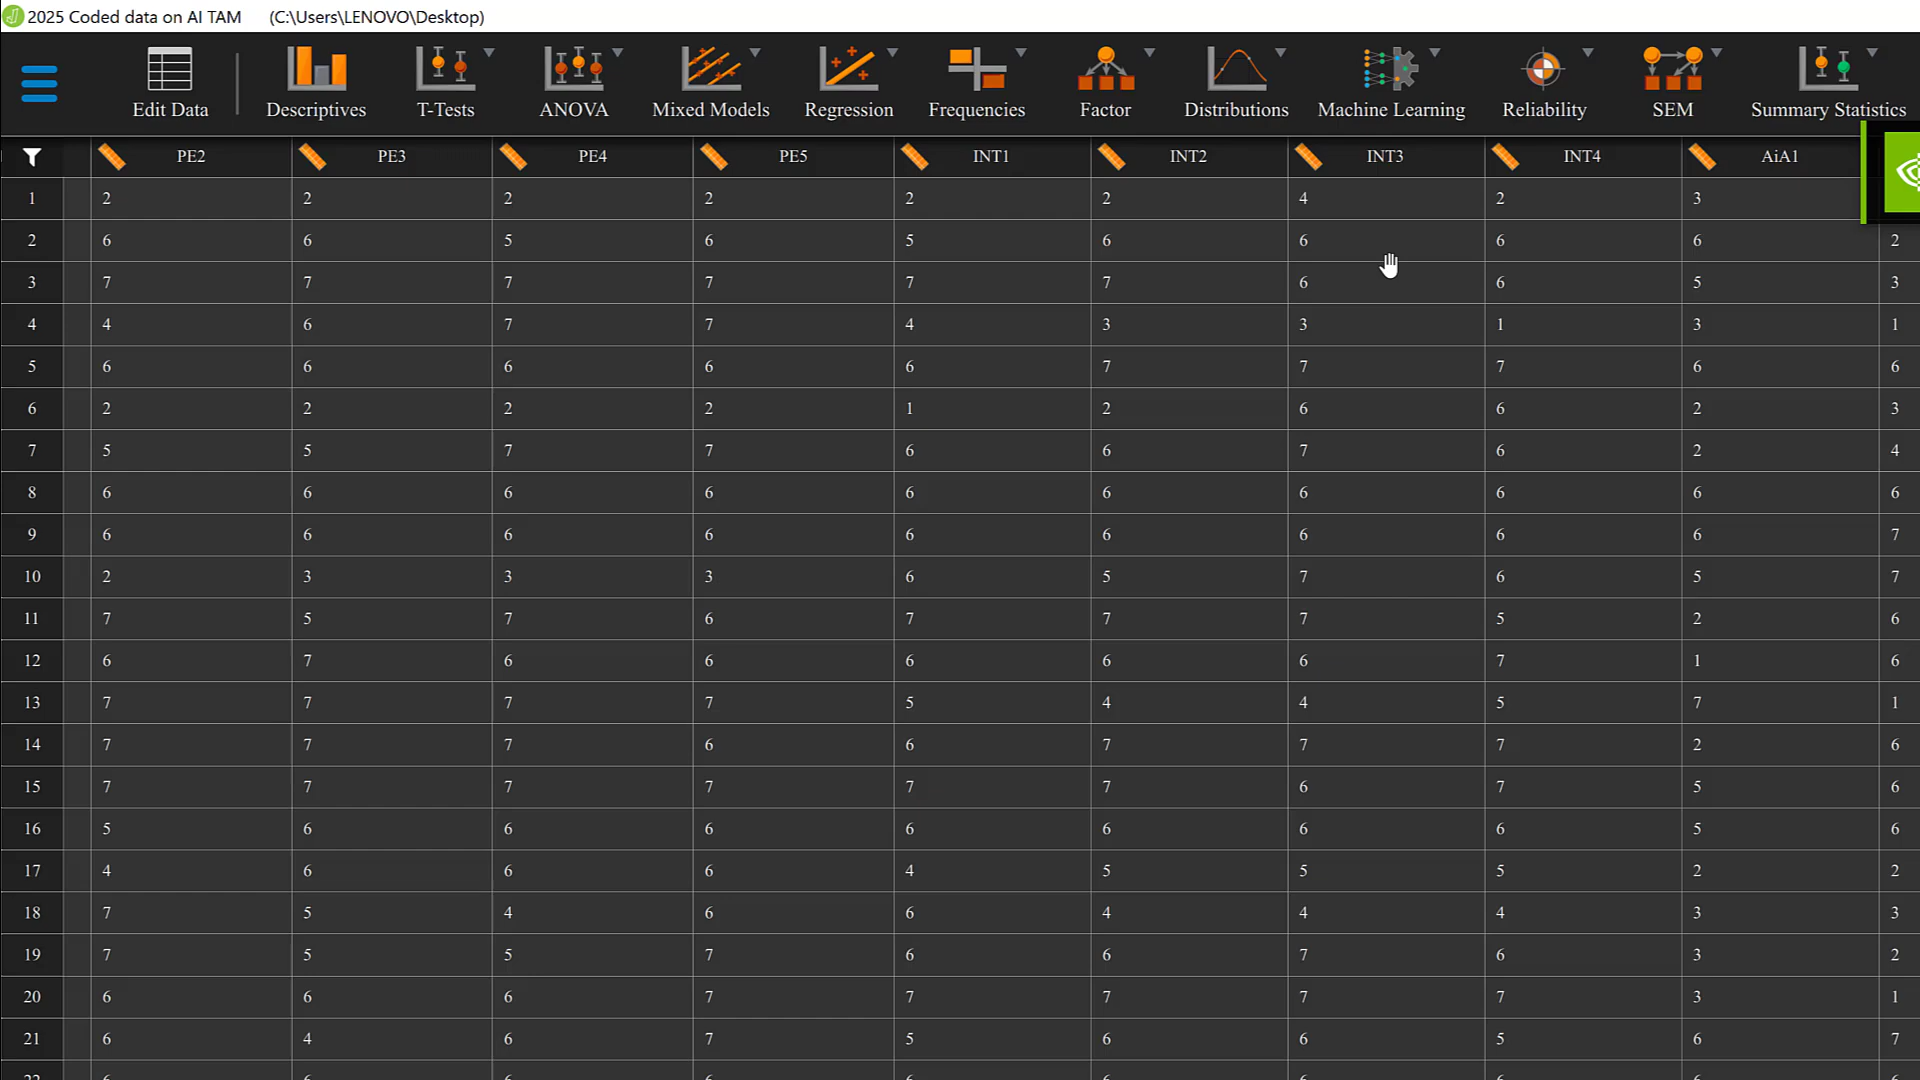 2025 Coded data on AI TAM (C:\Users\LENOVO\Desktop)
Edit Data Descriptives T-Tests ANOVA Mixed Models Regression Frequencies Factor Distributions Machine Learning Reliability SEM Summary Statistics
PE2 PE3 PE4 PE5 INT1 INT2 INT3 INT4 AiA1
1 2 2 2 2 2 2 4 2 3
2 6 6 5 6 5 6 6 6 6 2
3 7 7 7 7 7 7 6 6 5 3
4 4 6 7 7 4 3 3 1 3 1
5 6 6 6 6 6 7 7 7 6 6
6 2 2 2 2 1 2 6 6 2 3
7 5 5 7 7 6 6 7 6 2 4
8 6 6 6 6 6 6 6 6 6 6
9 6 6 6 6 6 6 6 6 6 7
10 2 3 3 3 6 5 7 6 5 7
11 7 5 7 6 7 7 7 5 2 6
12 6 7 6 6 6 6 6 7 1 6
13 7 7 7 7 5 4 4 5 7 1
14 7 7 7 6 6 7 7 7 2 6
15 7 7 7 7 7 7 6 7 5 6
16 5 6 6 6 6 6 6 6 5 6
17 4 6 6 6 4 5 5 5 2 2
18 7 5 4 6 6 4 4 4 3 3
19 7 5 5 7 6 6 7 6 3 2
20 6 6 6 7 7 7 7 7 3 1
21 6 4 6 7 5 6 6 5 6 7